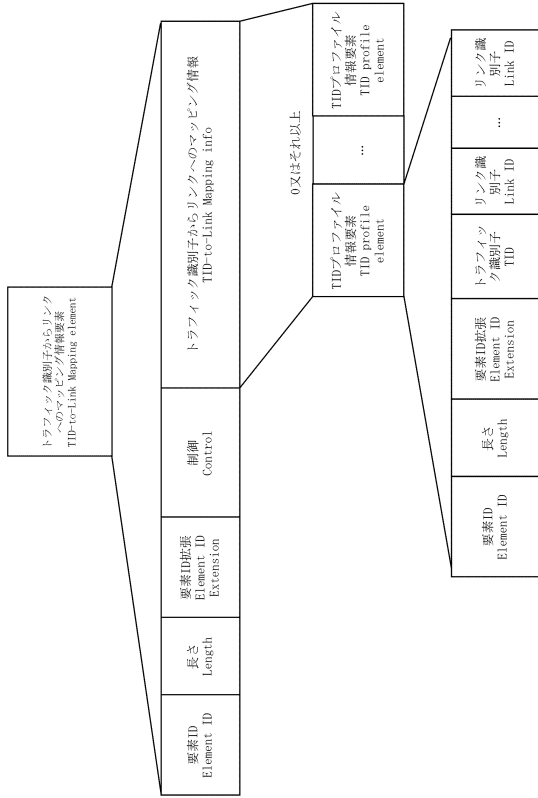 トラフィック識別子からリンク
へのマッピング情報要素
TID-to-Link Mapping element
要素ID
Element ID
長さ
Length
要素ID拡張
Element ID
Extension
制御
Control
トラフィック識別子からリンクへのマッピング情報
TID-to-Link Mapping info
0又はそれ以上
TIDプロファイル
情報要素
TID profile
element
...
TIDプロファイル
情報要素
TID profile
element
要素ID
Element ID
長さ
Length
要素ID拡張
Element ID
Extension
トラフィッ
ク識別子
TID
リンク識
別子
Link ID
...
リンク識
別子
Link ID